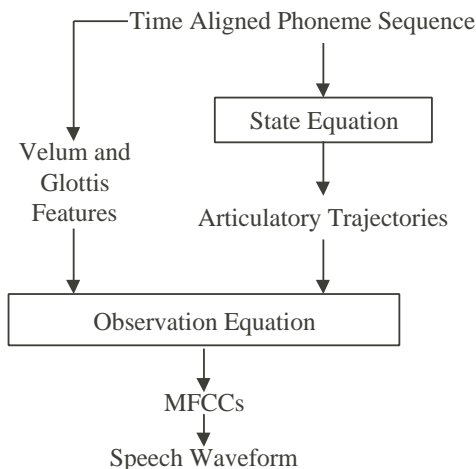 Time Aligned Phoneme Sequence
State Equation
Velum and
Glottis
Features
Articulatory Trajectories
Observation Equation
MFCCs
Speech Waveform